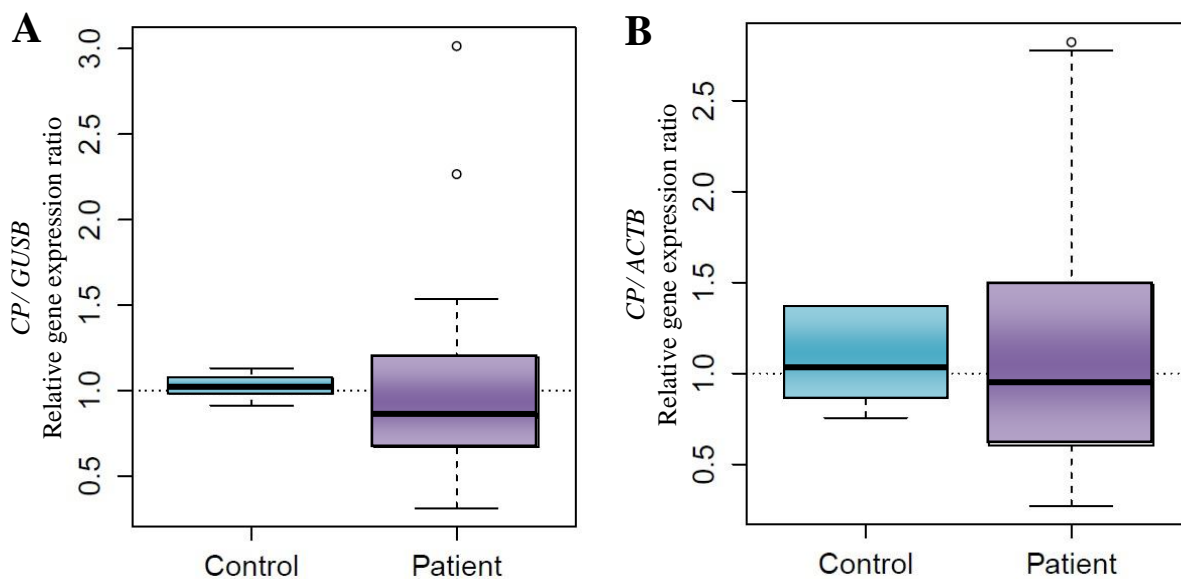 A
CP/ GUSB
Relative gene expression ratio
3.0
2.5
2.0
1.5
1.0
0.5
Control Patient
B
CP/ ACTB
Relative gene expression ratio
2.5
2.0
1.5
1.0
0.5
Control Patient